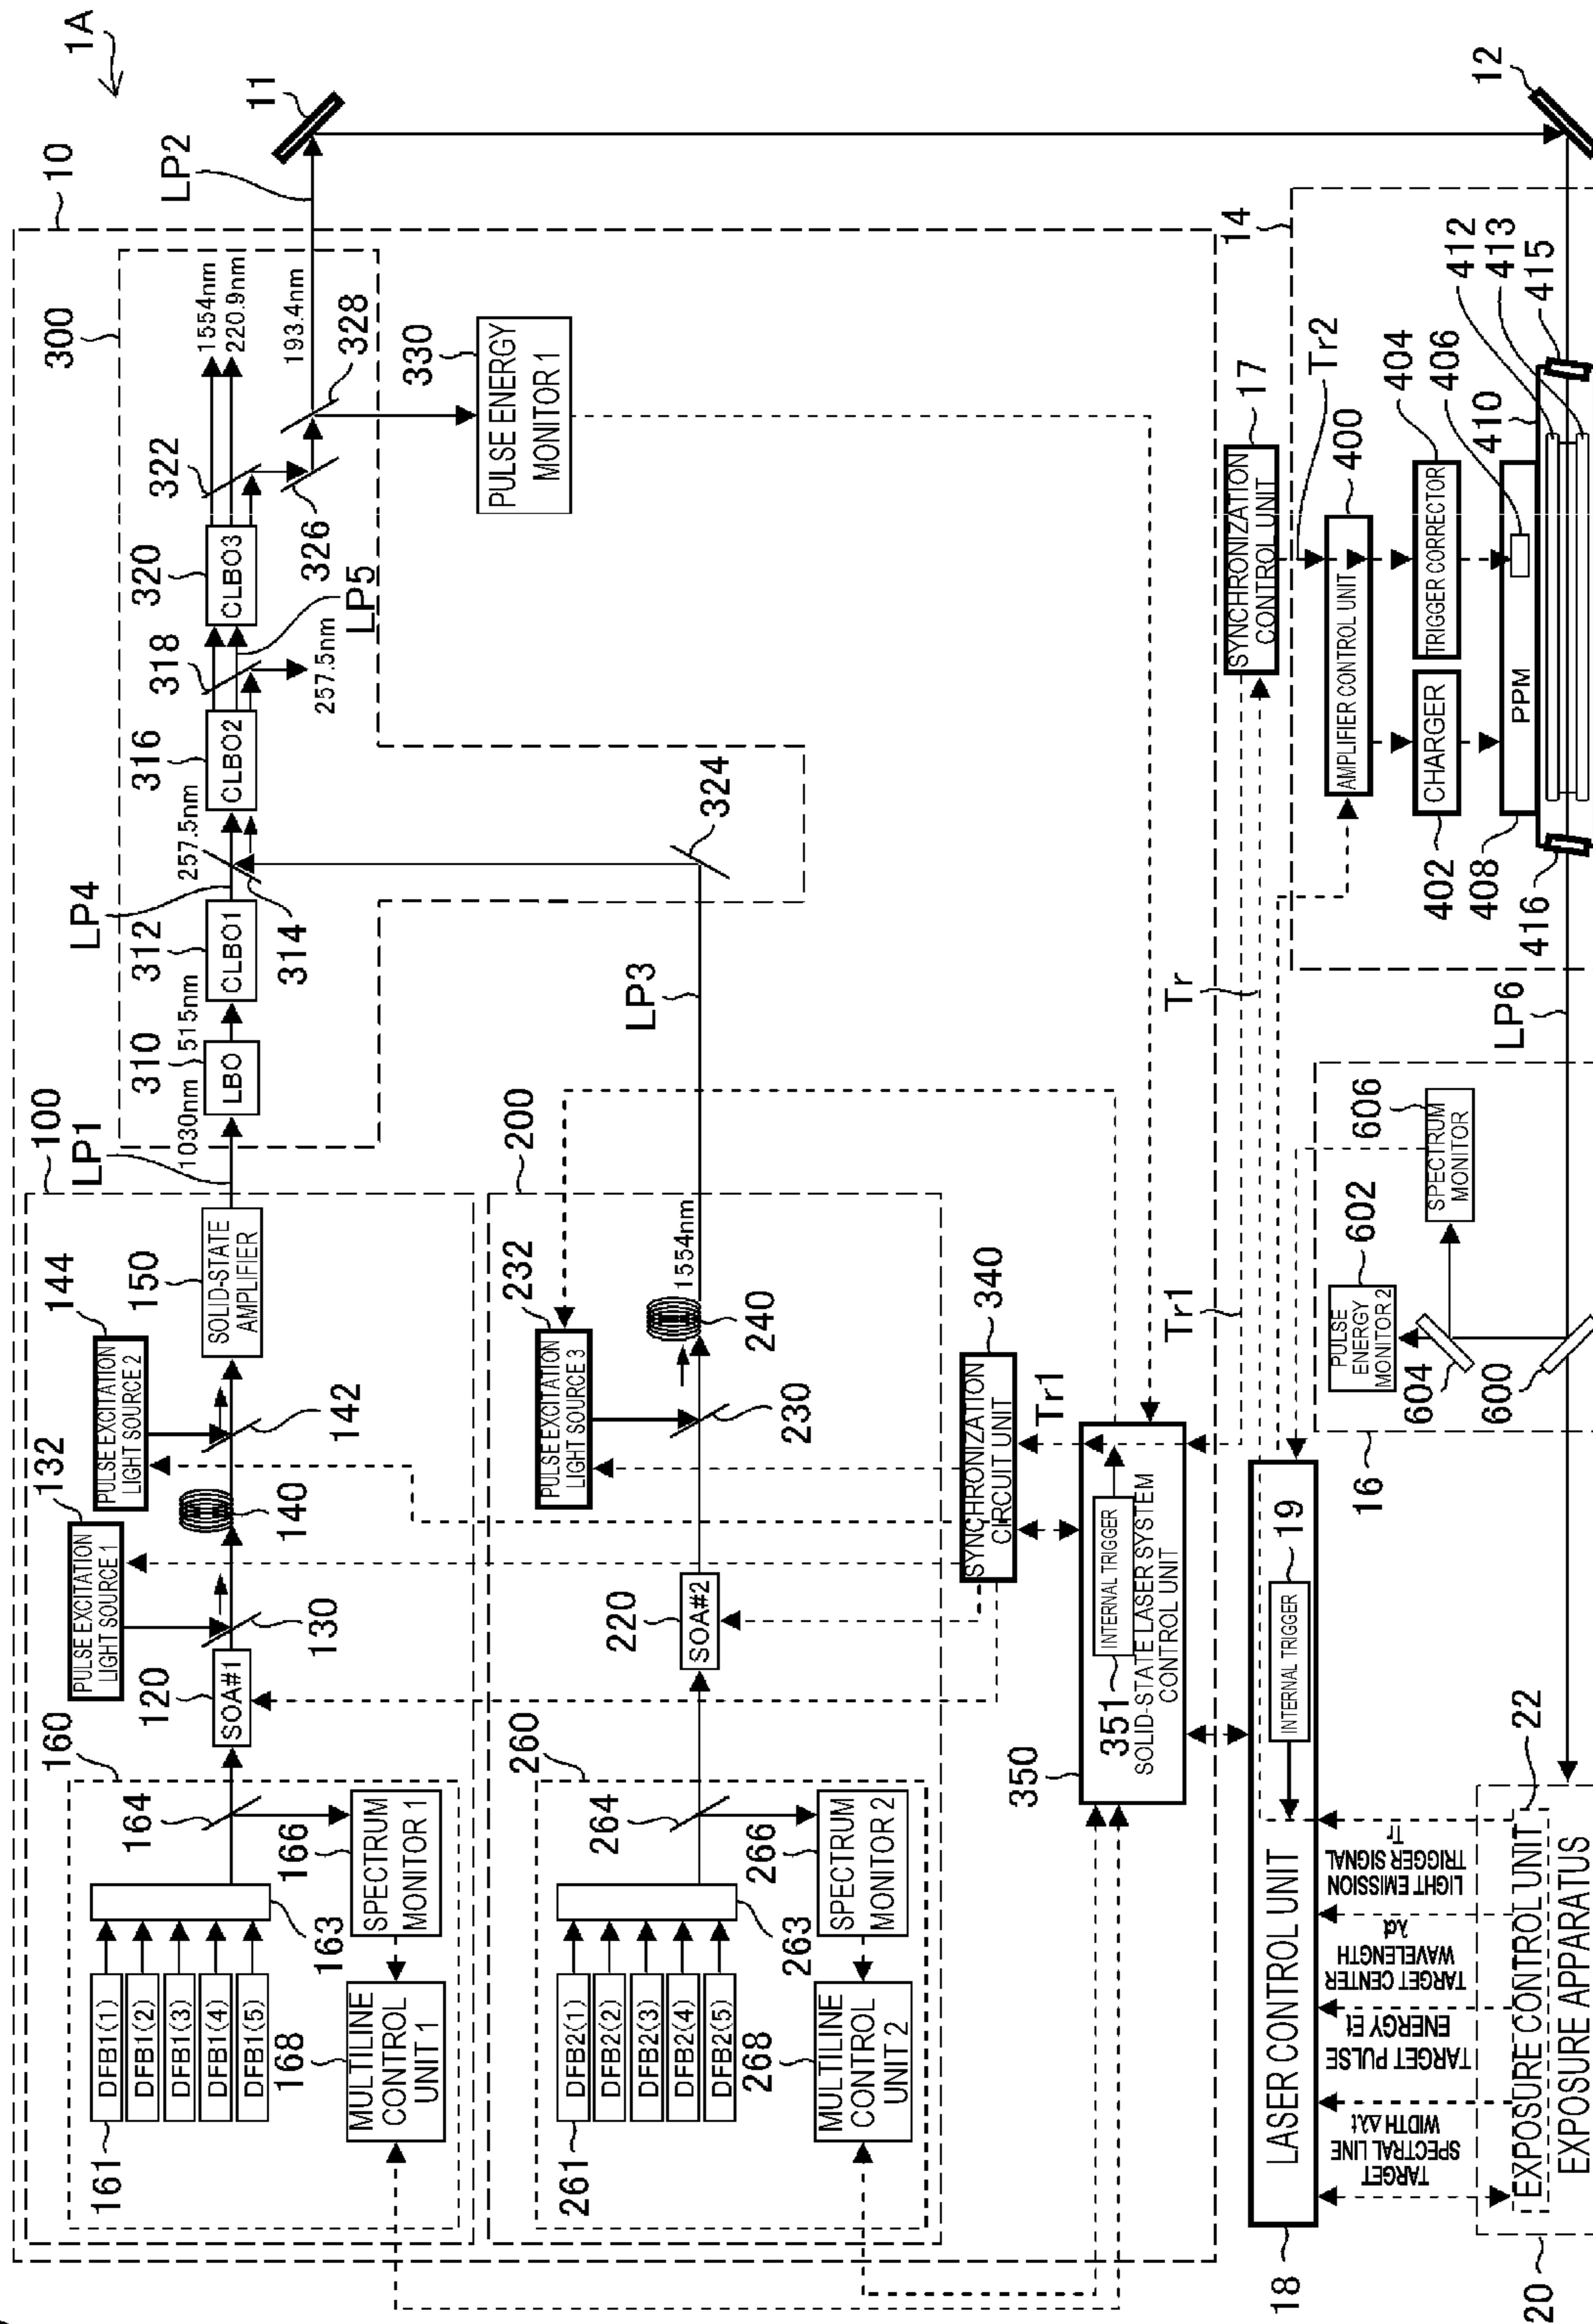 1A
10
11
LP2
12
300
1554nm
220.9nm
193.4nm
322
328
326
330
PULSE ENERGY
MONITOR 1
320
CLBO3
LP5
318
257.5nm
316
CLBO2
257.5nm
324
LP4
314
312
CLBO1
515nm
310
LBO
1030nm
LP1
LP3
100
150
SOLID-STATE
AMPLIFIER
144
PULSE EXCITATION
LIGHT SOURCE 2
142
140
132
PULSE EXCITATION
LIGHT SOURCE 1
130
120
SOA#1
160
164
166
SPECTRUM
MONITOR 1
163
DFB1(1)
DFB1(2)
DFB1(3)
DFB1(4)
DFB1(5)
161
168
MULTILINE
CONTROL
UNIT 1
200
1554nm
240
232
PULSE EXCITATION
LIGHT SOURCE 3
230
220
SOA#2
260
264
266
SPECTRUM
MONITOR 2
263
DFB2(1)
DFB2(2)
DFB2(3)
DFB2(4)
DFB2(5)
261
268
MULTILINE
CONTROL
UNIT 2
340
SYNCHRONIZATION
CIRCUIT UNIT
Tr1
Tr1
Tr
350
351
INTERNAL TRIGGER
SOLID-STATE LASER SYSTEM
CONTROL UNIT
17
SYNCHRONIZATION
CONTROL UNIT
Tr2
14
400
AMPLIFIER CONTROL UNIT
404
TRIGGER CORRECTOR
406
402
CHARGER
408
PPM
410
412
413
415
416
LP6
16
606
SPECTRUM
MONITOR
602
PULSE
ENERGY
MONITOR 2
604
600
18
LASER CONTROL UNIT
19
INTERNAL TRIGGER
TARGET
SPECTRAL LINE
WIDTH Δλt
TARGET PULSE
ENERGY Et
TARGET CENTER
WAVELENGTH
λct
LIGHT EMISSION
TRIGGER SIGNAL
Tr
22
EXPOSURE CONTROL UNIT
EXPOSURE APPARATUS
20